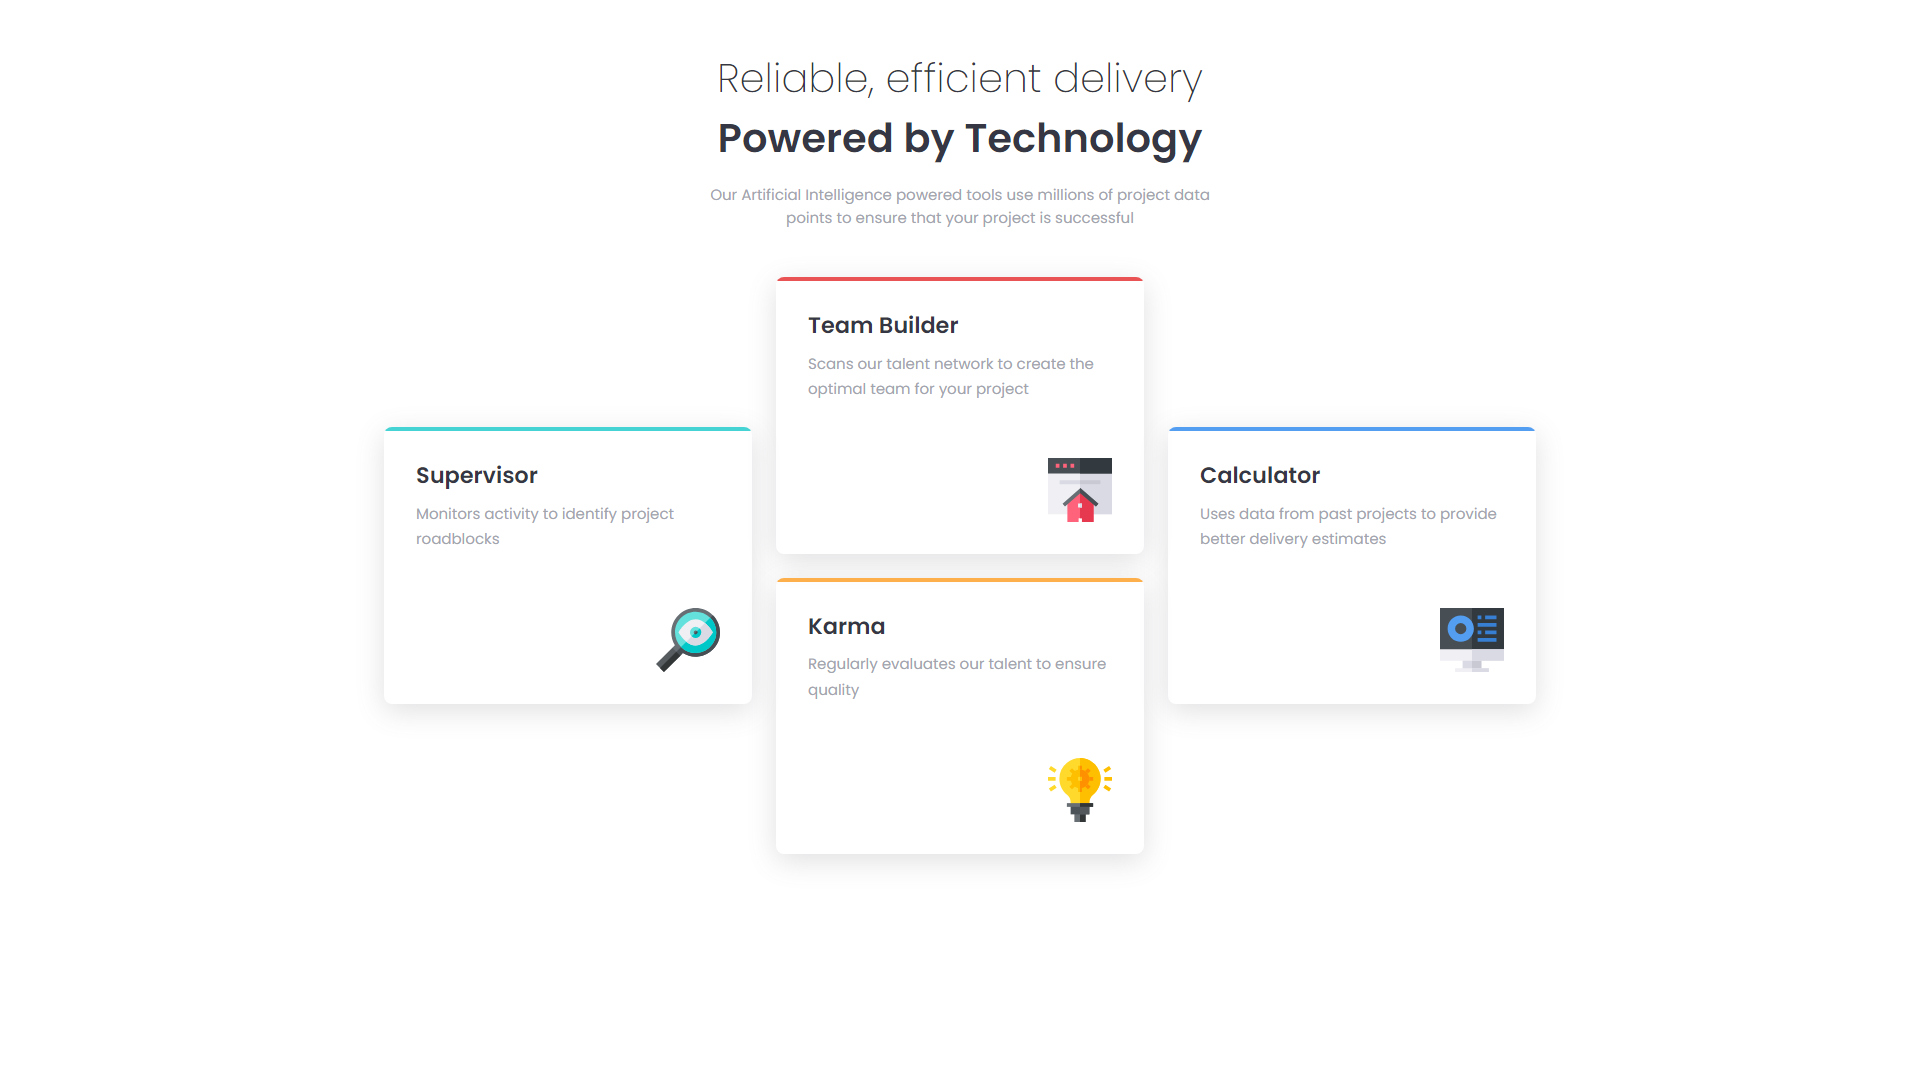 Reliable, efficient delivery
Powered by Technology
Our Artificial Intelligence powered tools use millions of project data
points to ensure that your project is successful
Supervisor
Monitors activity to identify project
roadblocks
Team Builder
Scans our talent network to create the
optimal team for your project
Karma
Regularly evaluates our talent to ensure
quality
Calculator
Uses data from past projects to provide
better delivery estimates